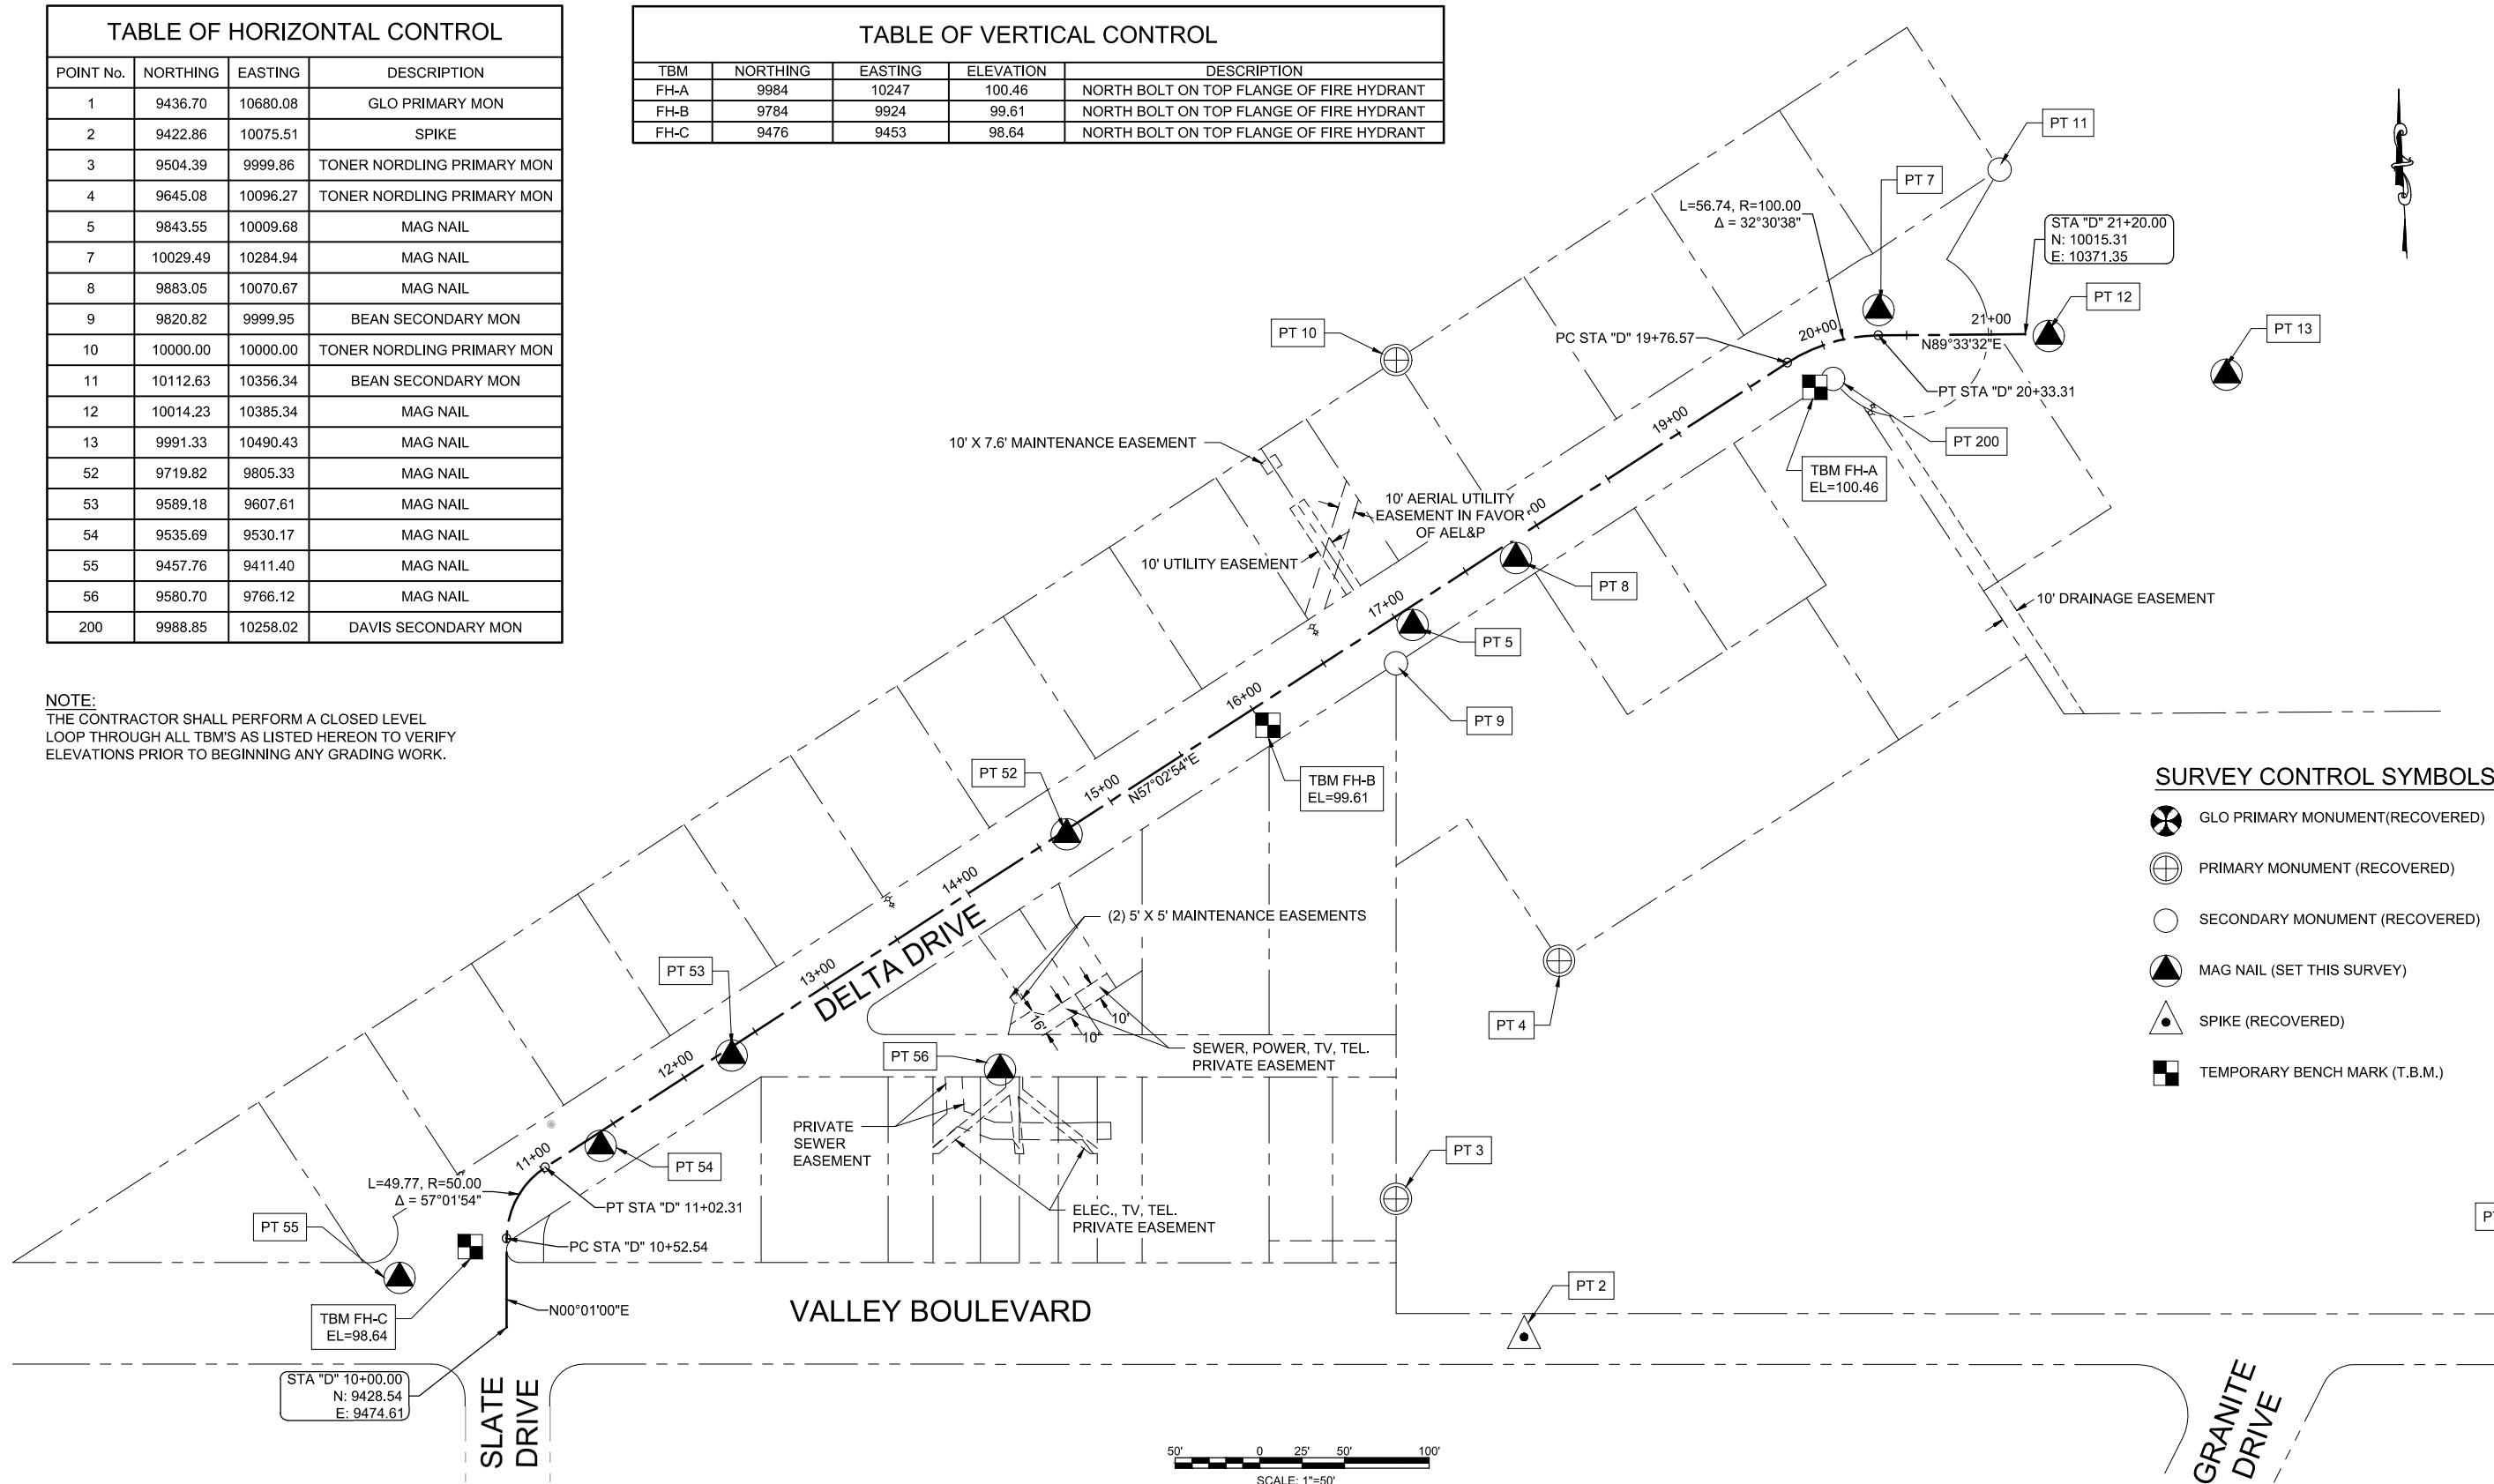 TABLE OF HORIZONTAL CONTROL
POINT No. NORTHING EASTING DESCRIPTION
1 9436.70 10680.08 GLO PRIMARY MON
2 9422.86 10075.51 SPIKE
3 9504.39 9999.86 TONER NORDLING PRIMARY MON
4 9645.08 10096.27 TONER NORDLING PRIMARY MON
5 9843.55 10009.68 MAG NAIL
7 10029.49 10284.94 MAG NAIL
8 9883.05 10070.67 MAG NAIL
9 9820.82 9999.95 BEAN SECONDARY MON
10 10000.00 10000.00 TONER NORDLING PRIMARY MON
11 10112.63 10356.34 BEAN SECONDARY MON
12 10014.23 10385.34 MAG NAIL
13 9991.33 10490.43 MAG NAIL
52 9719.82 9805.33 MAG NAIL
53 9589.18 9607.61 MAG NAIL
54 9535.69 9530.17 MAG NAIL
55 9457.76 9411.40 MAG NAIL
56 9580.70 9766.12 MAG NAIL
200 9988.85 10258.02 DAVIS SECONDARY MON
TABLE OF VERTICAL CONTROL
TBM NORTHING EASTING ELEVATION DESCRIPTION
FH-A 9984 10247 100.46 NORTH BOLT ON TOP FLANGE OF FIRE HYDRANT
FH-B 9784 9924 99.61 NORTH BOLT ON TOP FLANGE OF FIRE HYDRANT
FH-C 9476 9453 98.64 NORTH BOLT ON TOP FLANGE OF FIRE HYDRANT
NOTE:
THE CONTRACTOR SHALL PERFORM A CLOSED LEVEL
LOOP THROUGH ALL TBM'S AS LISTED HEREON TO VERIFY
ELEVATIONS PRIOR TO BEGINNING ANY GRADING WORK.
PT 11
PT 7
L=56.74, R=100.00
Δ = 32°30'38"
STA "D" 21+20.00
N: 10015.31
E: 10371.35
PT 12
PT 13
PT 10
PC STA "D" 19+76.57
20+00
21+00
N89°33'32"E
PT STA "D" 20+33.31
19+00
PT 200
10' X 7.6' MAINTENANCE EASEMENT
TBM FH-A
EL=100.46
10' AERIAL UTILITY
EASEMENT IN FAVOR
OF AEL&P
+00
10' UTILITY EASEMENT
PT 8
10' DRAINAGE EASEMENT
17+00
PT 5
16+00
PT 9
PT 52
15+00
N57°02'54"E
TBM FH-B
EL=99.61
14+00
(2) 5' X 5' MAINTENANCE EASEMENTS
DELTA DRIVE
PT 53
13+00
PT 4
16'
10'
10'
PT 56
SEWER, POWER, TV, TEL.
PRIVATE EASEMENT
12+00
PRIVATE
SEWER
EASEMENT
PT 3
11+00
PT 54
L=49.77, R=50.00
Δ = 57°01'54"
PT STA "D" 11+02.31
ELEC., TV, TEL.
PRIVATE EASEMENT
PT 55
PC STA "D" 10+52.54
PT 2
TBM FH-C
EL=98.64
N00°01'00"E
VALLEY BOULEVARD
STA "D" 10+00.00
N: 9428.54
E: 9474.61
SLATE
DRIVE
GRANITE
DRIVE
50' 0 25' 50' 100'
SCALE: 1"=50'
SURVEY CONTROL SYMBOLS
GLO PRIMARY MONUMENT(RECOVERED)
PRIMARY MONUMENT (RECOVERED)
SECONDARY MONUMENT (RECOVERED)
MAG NAIL (SET THIS SURVEY)
SPIKE (RECOVERED)
TEMPORARY BENCH MARK (T.B.M.)